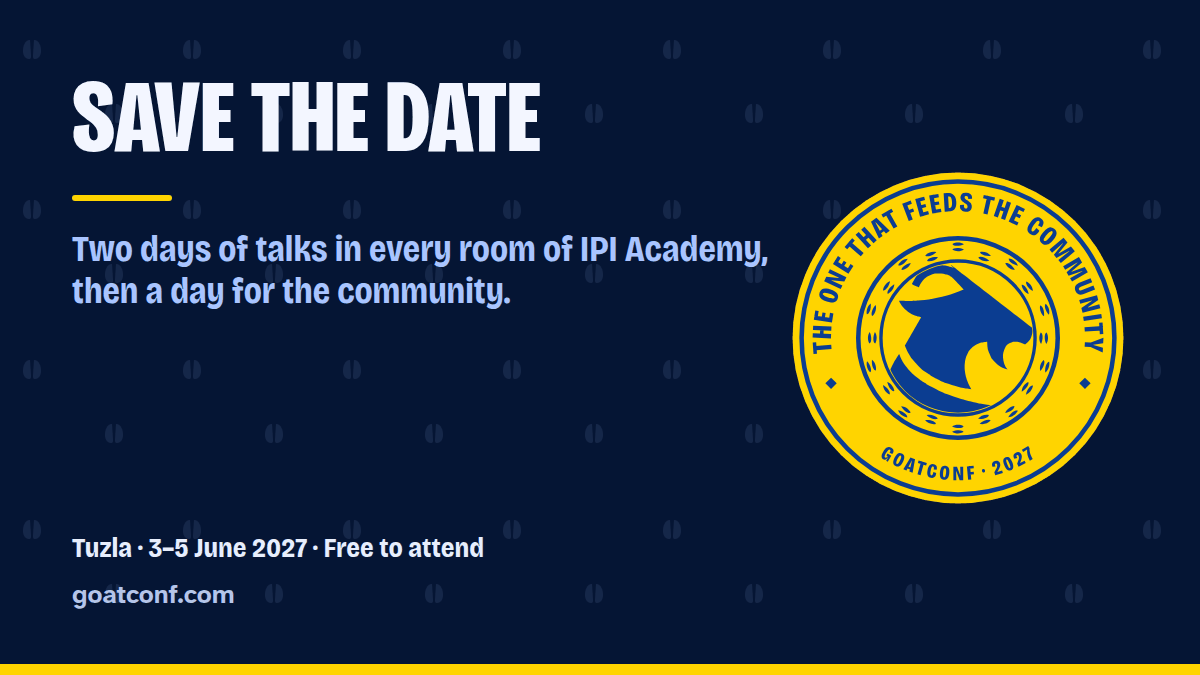 SAVE THE DATE
Two days of talks in every room of IPI Academy,
then a day for the community.
THE ONE THAT FEEDS THE COMMUNITY
GOATCONF · 2027
Tuzla · 3–5 June 2027 · Free to attend
goatconf.com